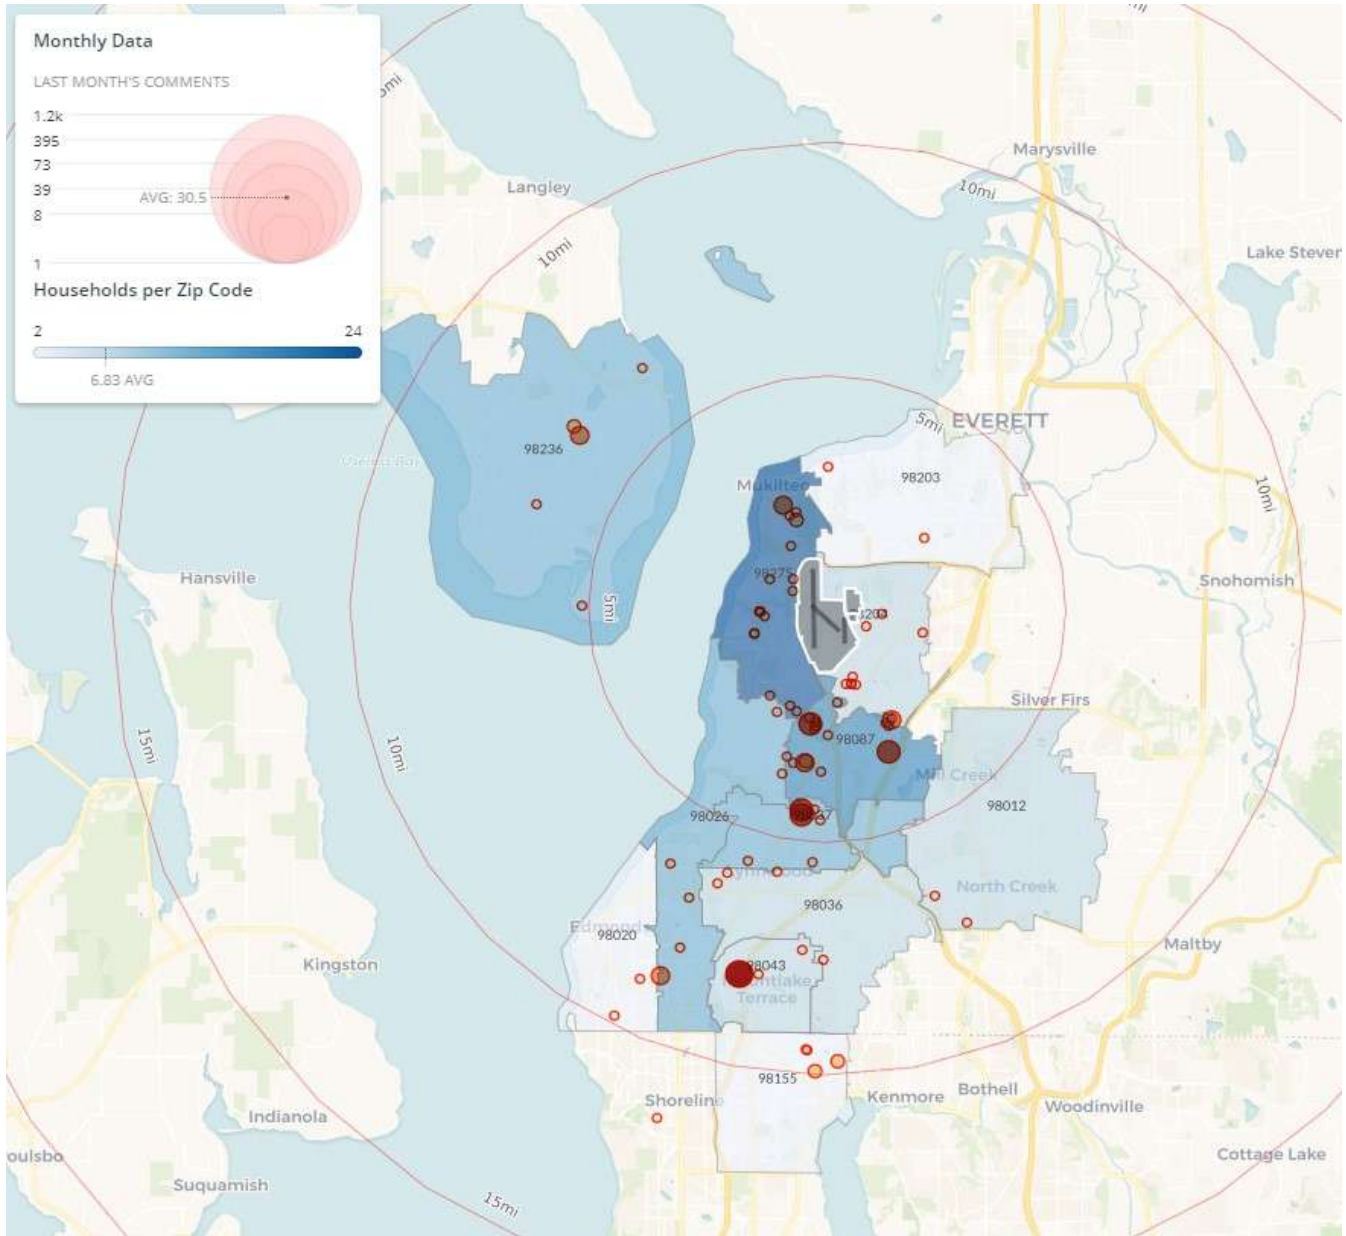 Monthly Data
LAST MONTH'S COMMENTS
1.2k
395
73
39
AVG: 30.5
8
1
Households per Zip Code
2 24
6.83 AVG
Marysville
10mi
Langley
10mi
Lake Stever
EVERETT
5mi
98236
98203
Mukilteo
10mi
98275
Hansville
Snohomish
5mi
Silver Firs
15mi
10mi
98087
Mill Creek
98012
98026
98036
North Creek
98020
Maltby
Kingston
98043
Terrace
98155
Shoreline
Kenmore
Bothell
Woodinville
Indianola
oulsbo
Cottage Lake
Suquamish
15mi